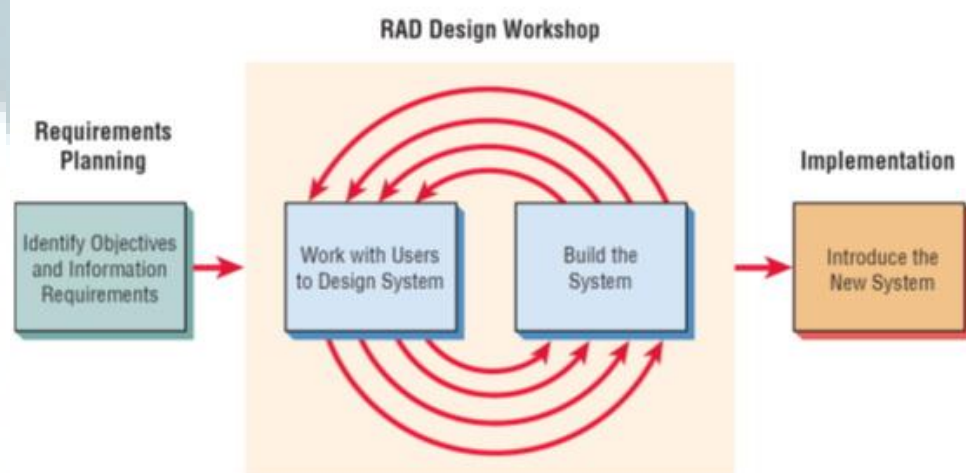 RAD Design Workshop
Requirements
Planning
Identify Objectives
and Information
Requirements
Work with Users
to Design System
Build the
System
Implementation
Introduce the
New System